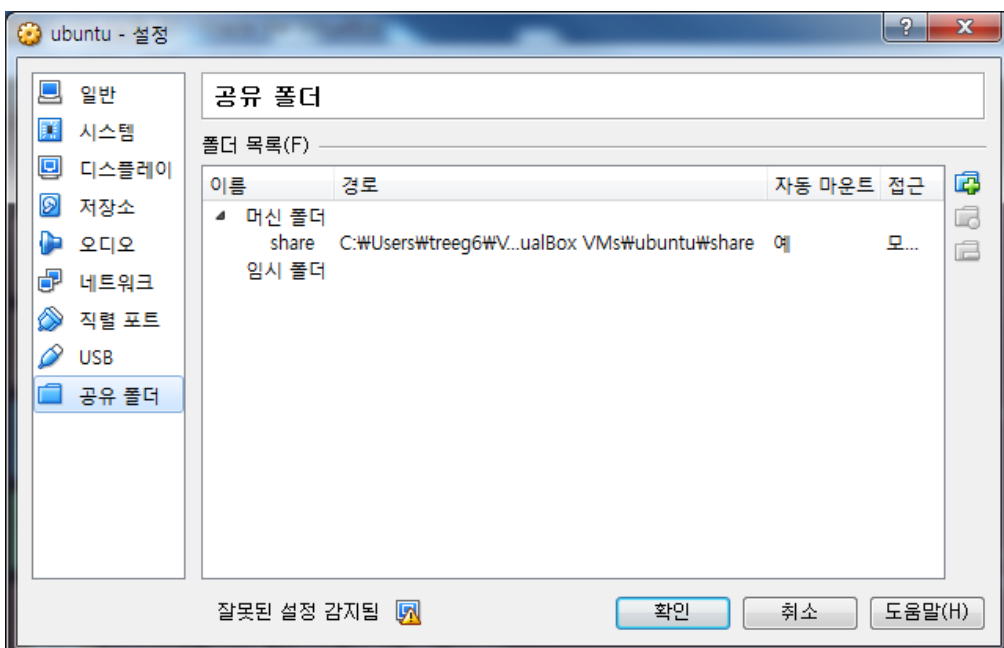 ubuntu - 설정
?
x
일반
시스템
디스플레이
저장소
오디오
네트워크
직렬 포트
USB
공유 폴더
공유 폴더
폴더 목록(F)
이름 경로 자동 마운트 접근
머신 폴더
share C:₩Users₩treeg6₩V...ualBox VMs₩ubuntu₩share 예 모...
임시 폴더
잘못된 설정 감지됨
확인 취소 도움말(H)